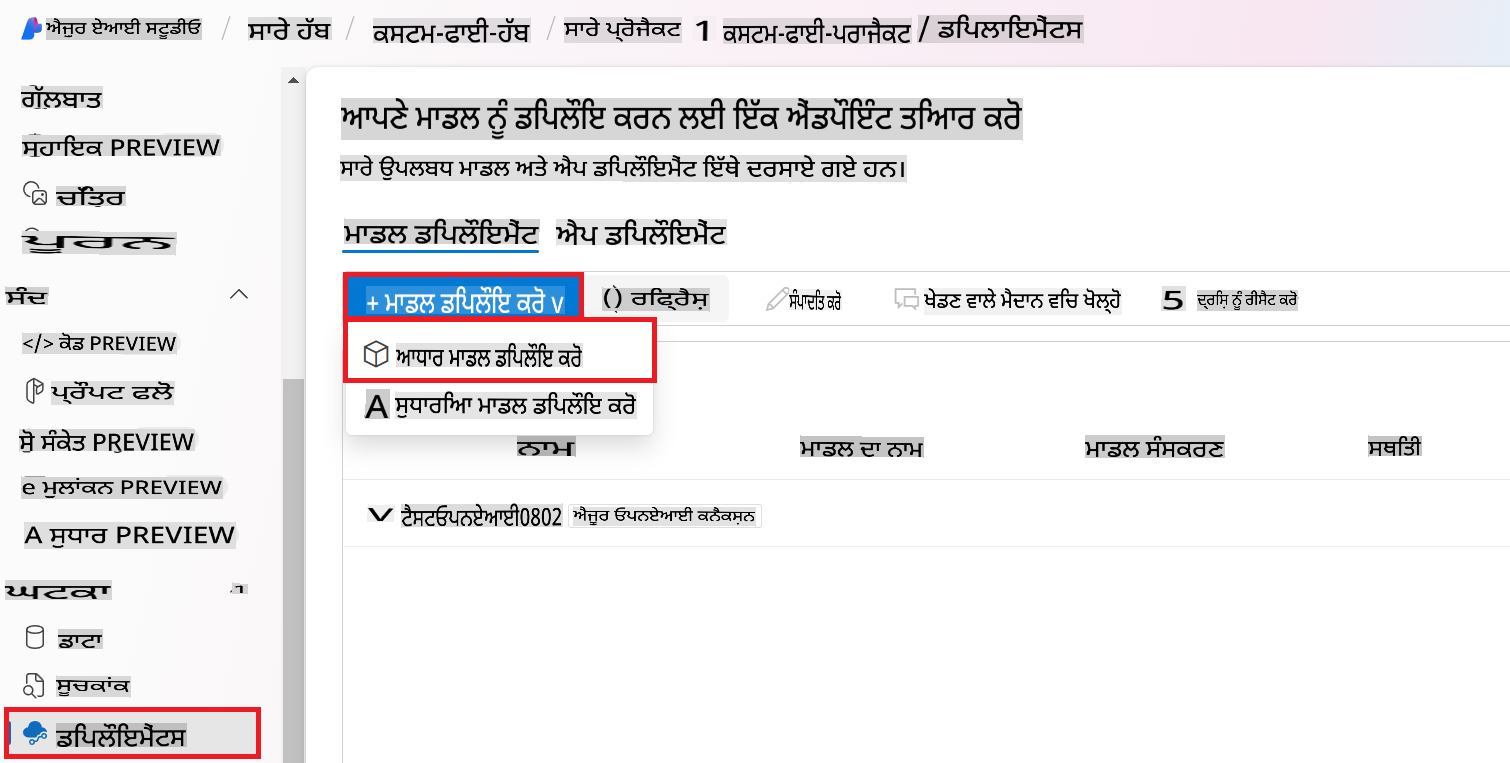 ਐਜ਼ੁਰ ਏਆਈ ਸਟੂਡੀਓ / ਸਾਰੇ ਹੱਬ / ਕਸਟਮ-ਫਾਈ-ਹੱਬ / ਸਾਰੇ ਪ੍ਰੋਜੈਕਟ 1 ਕਸਟਮ-ਫਾਈ-ਪਰਾਜੈਕਟ / ਡਪਿਲਾਇਮੈਂਟਸ
ਗੱਲਬਾਤ
ਸਹਾਇਕ PREVIEW
ਚਿੱਤਰ
ਪੂਰਨ
ਸੰਦ
</> ਕੋਡ PREVIEW
ਪ੍ਰੌਂਪਟ ਫਲੋ
ਸੋ ਸੰਕੇਤ PREVIEW
e ਮੁਲਾਂਕਨ PREVIEW
A ਸੁਧਾਰ PREVIEW
ਘਟਕਾ
ਡਾਟਾ
ਸੂਚਕਾਂਕ
ਡਪਿਲੌਇਮੈਂਟਸ
ਆਪਣੇ ਮਾਡਲ ਨੂੰ ਡਪਿਲੌਇ ਕਰਨ ਲਈ ਇੱਕ ਐਂਡਪੌਇੰਟ ਤਆਿਰ ਕਰੋ
ਸਾਰੇ ਉਪਲਬਧ ਮਾਡਲ ਅਤੇ ਐਪ ਡਪਿਲੌਇਮੈਂਟ ਇੱਥੇ ਦਰਸਾਏ ਗਏ ਹਨ।
ਮਾਡਲ ਡਪਿਲੌਇਮੈਂਟ ਐਪ ਡਪਿਲੌਇਮੈਂਟ
+ ਮਾਡਲ ਡਪਿਲੌਇ ਕਰੋ v () ਰਫ੍ਰੈਿਸ਼ ਸੰਪਾਦਤਿ ਕਰੋ ਖੇਡਣ ਵਾਲੇ ਮੈਦਾਨ ਵਚਿ ਖੋਲ੍ਹੋ 5 ਦ੍ਰਸ਼ਿ ਨੂੰ ਰੀਸੈਟ ਕਰੋ
ਆਧਾਰ ਮਾਡਲ ਡਪਿਲੌਇ ਕਰੋ
A ਸੁਧਾਰਆਿ ਮਾਡਲ ਡਪਿਲੌਇ ਕਰੋ
ਨਾਮ ਮਾਡਲ ਦਾ ਨਾਮ ਮਾਡਲ ਸੰਸਕਰਣ ਸਥਤਿੀ
ਟੈਸਟਓਪਨਏਆਈ0802 ਐਜ਼ੂਰ ਓਪਨਏਆਈ ਕਨੈਕਸ਼ਨ